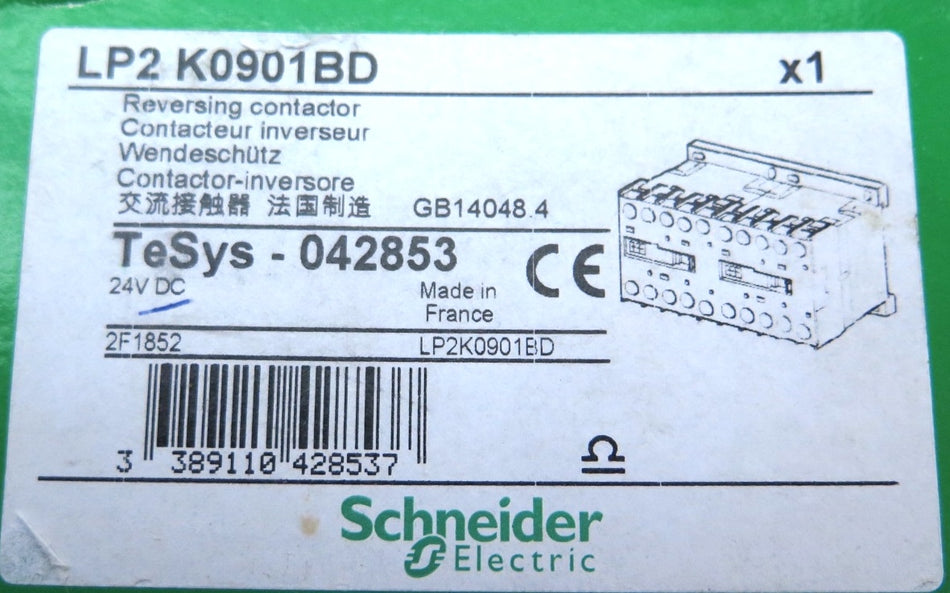 LP2 K0901BD x1
Reversing contactor
Contacteur inverseur
Wendeschütz
Contactor-inversore
交流接触器 法国制造 GB14048.4
TeSys - 042853 CE
24V DC
Made in
France
2F1852 LP2K0901BD
3 389110 428537
Schneider
Electric